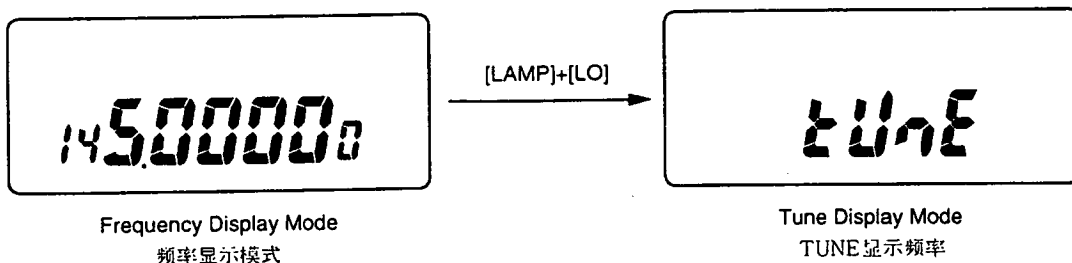 145.00000
[LAMP]+[LO]
tUnE
Frequency Display Mode
频率显示模式
Tune Display Mode
TUNE显示频率